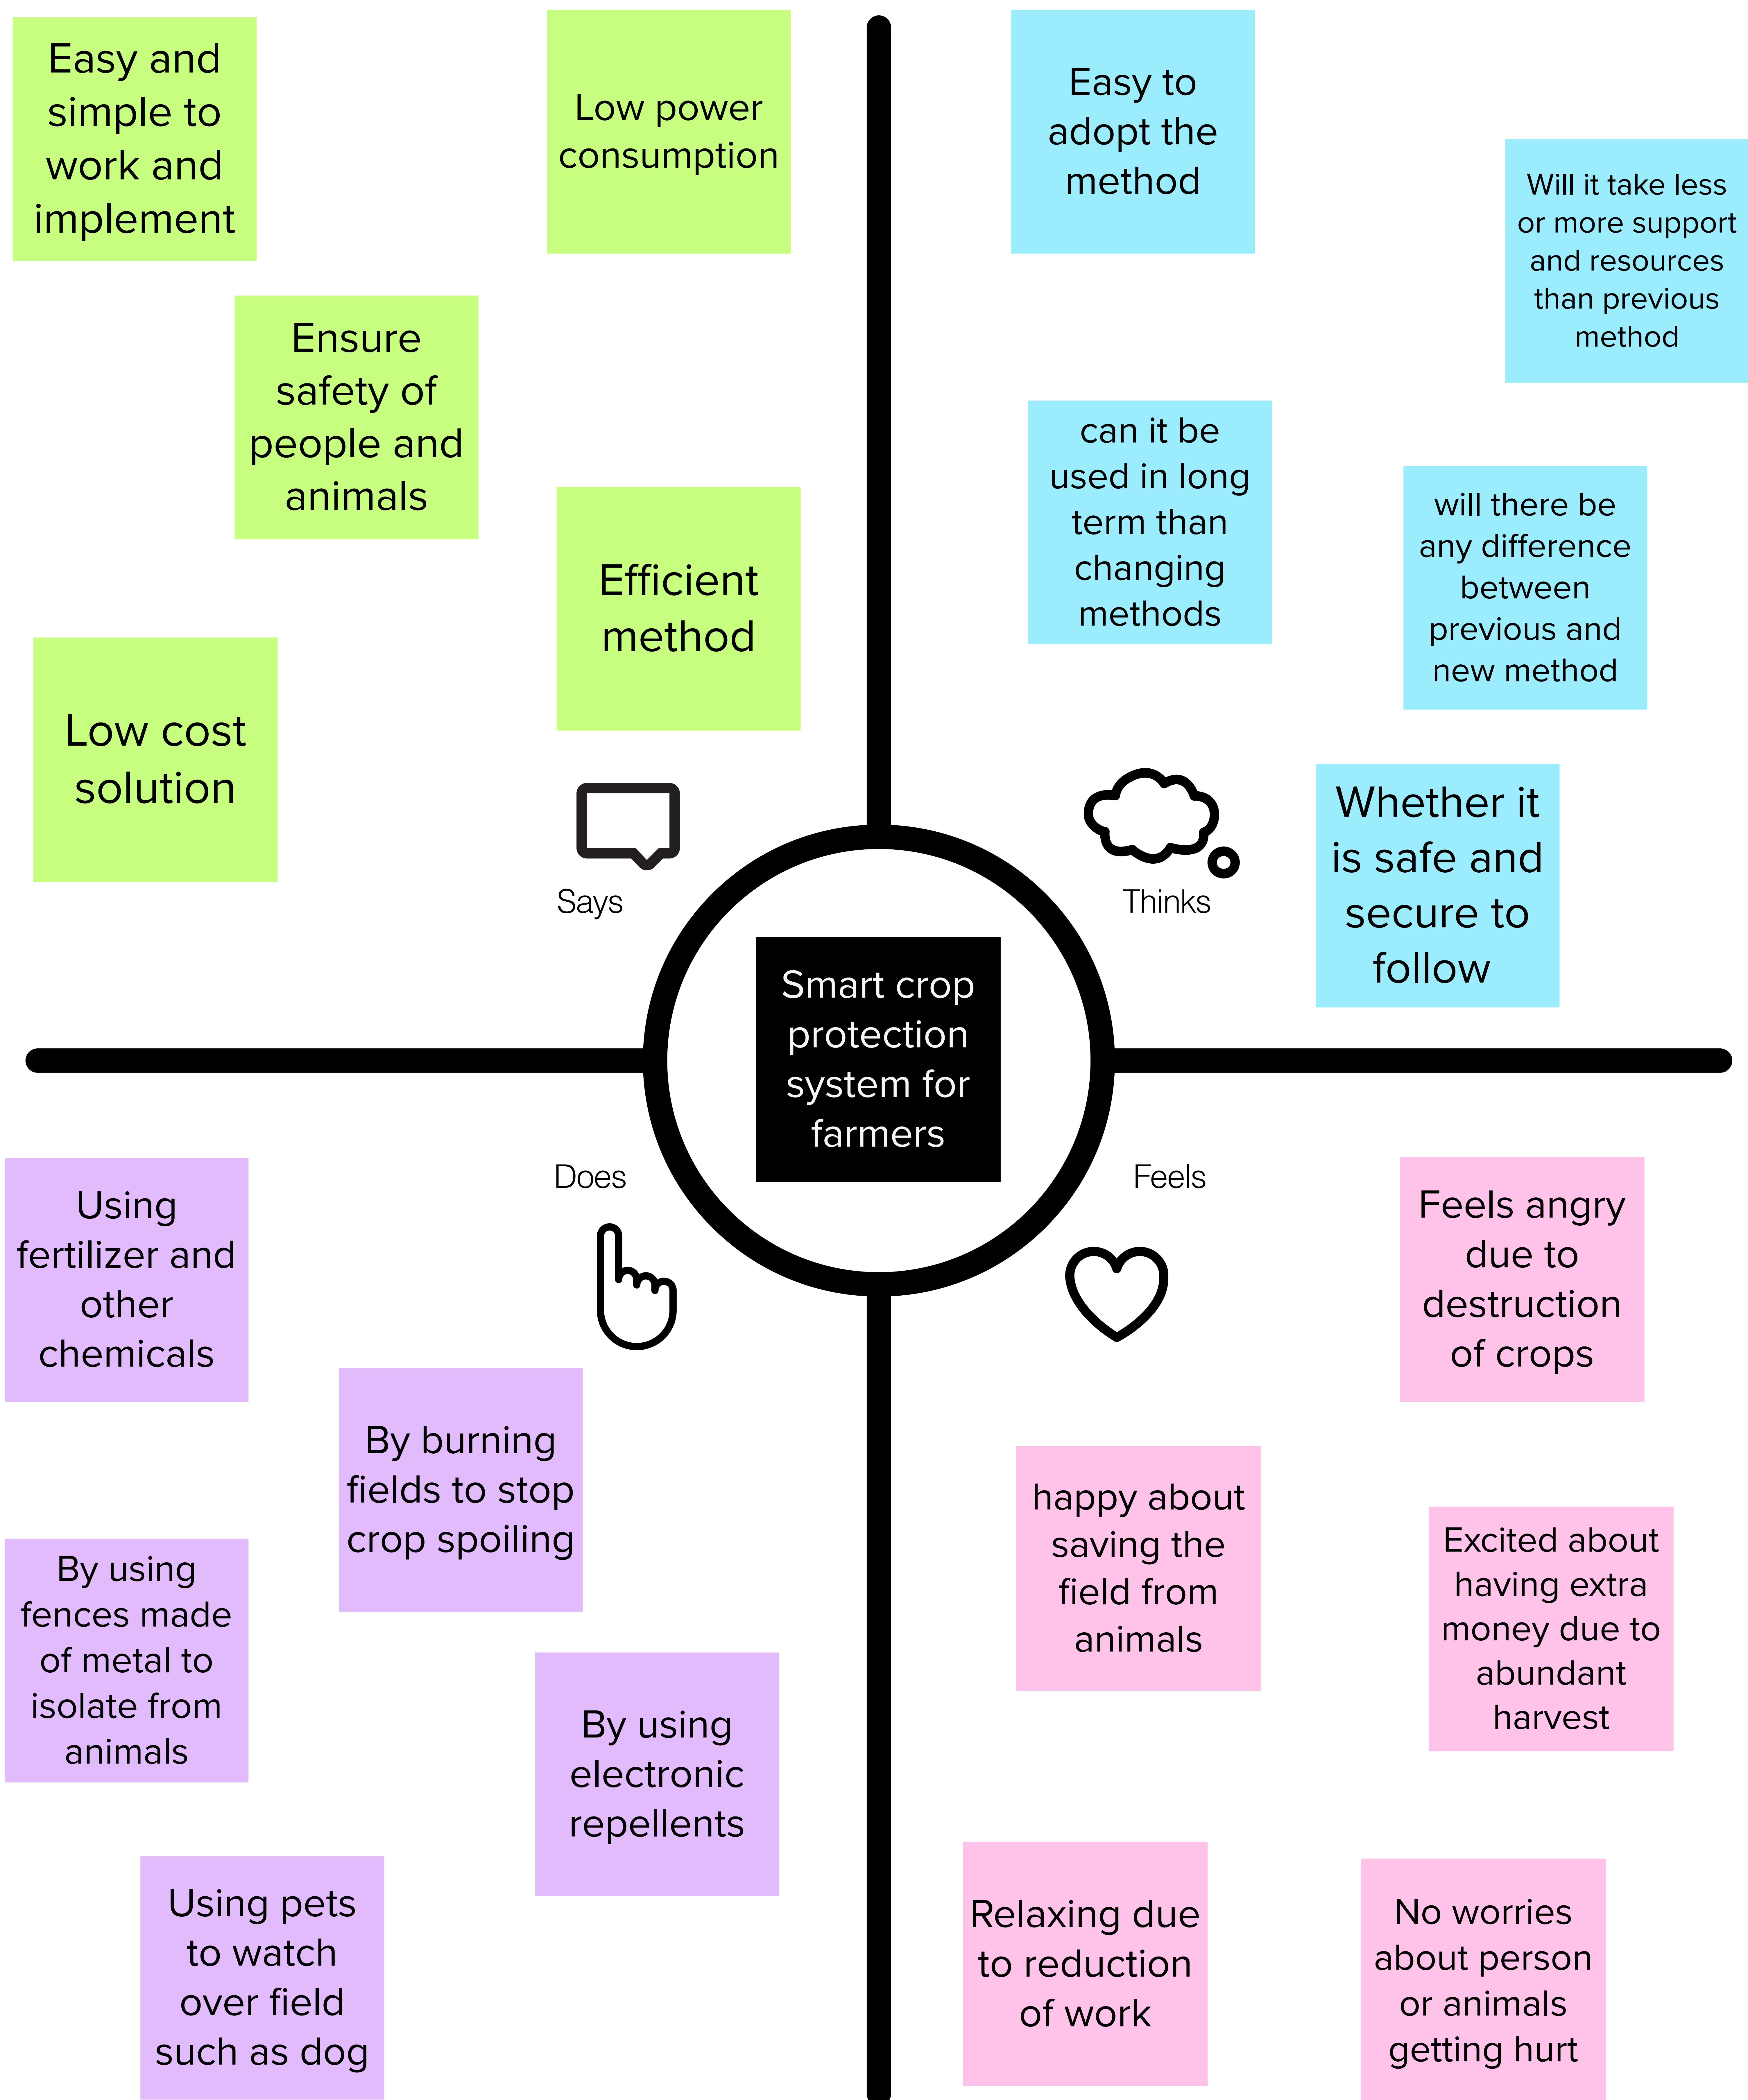 Easy and
simple to
work and
implement
Low power
consumption
Ensure
safety of
people and
animals
Efficient
method
Low cost
solution
Says
Easy to
adopt the
method
Will it take less
or more support
and resources
than previous
method
can it be
used in long
term than
changing
methods
will there be
any difference
between
previous and
new method
Whether it
is safe and
secure to
follow
Thinks
Smart crop
protection
system for
farmers
Does
Using
fertilizer and
other
chemicals
By burning
fields to stop
crop spoiling
By using
fences made
of metal to
isolate from
animals
By using
electronic
repellents
Using pets
to watch
over field
such as dog
Feels
Feels angry
due to
destruction
of crops
happy about
saving the
field from
animals
Excited about
having extra
money due to
abundant
harvest
Relaxing due
to reduction
of work
No worries
about person
or animals
getting hurt